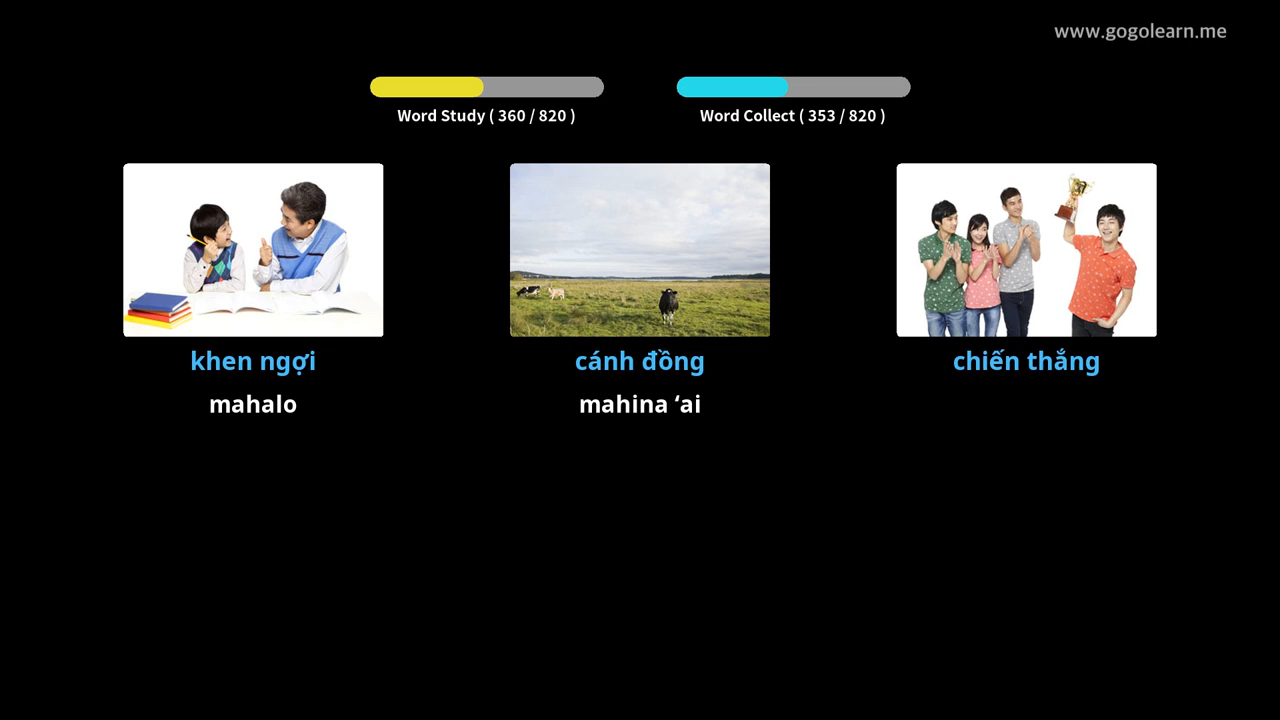 www.gogolearn.me
Word Study ( 360 / 820 )
Word Collect ( 353 / 820 )
khen ngợi
cánh đồng
chiến thắng
mahalo
mahina ‘ai